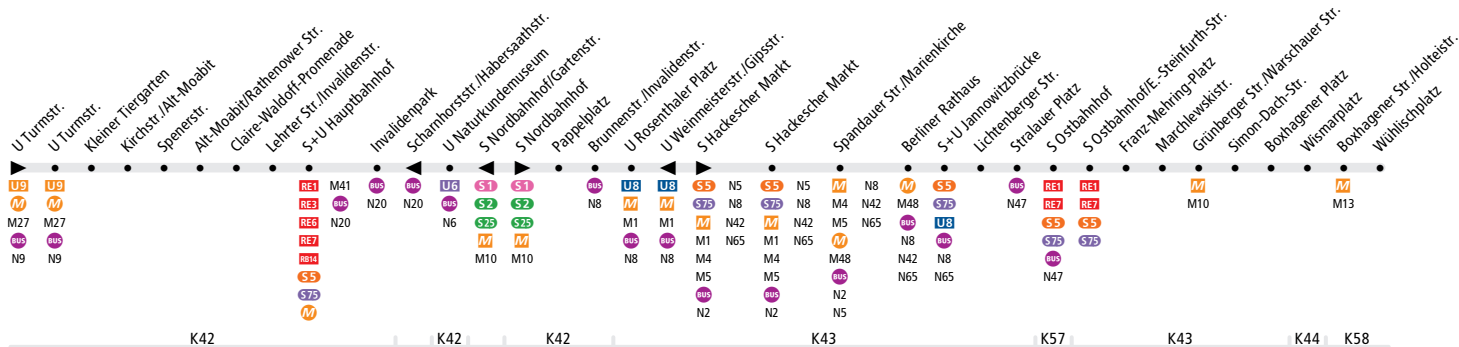 U Turmstr.
U Turmstr.
Kleiner Tiergarten
Kirchstr./Alt-Moabit
Spenerstr.
Alt-Moabit/Rathenower Str.
Claire-Waldoff-Promenade
Lehrter Str./Invalidenstr.
S+U Hauptbahnhof
Invalidenpark
Scharnhorststr./Habersaathstr.
U Naturkundemuseum
S Nordbahnhof/Gartenstr.
S Nordbahnhof
Pappelplatz
Brunnenstr./Invalidenstr.
U Rosenthaler Platz
U Weinmeisterstr./Gipsstr.
S Hackescher Markt
S Hackescher Markt
Spandauer Str./Marienkirche
Berliner Rathaus
S+U Jannowitzbrücke
Lichtenberger Str.
Stralauer Platz
S Ostbahnhof
S Ostbahnhof/E.-Steinfurth-Str.
Franz-Mehring-Platz
Marchlewskistr.
Grünberger Str./Warschauer Str.
Simon-Dach-Str.
Boxhagener Platz
Wismarplatz
Boxhagener Str./Holteistr.
Wühlischplatz
U9
M
M27
BUS
N9
U9
M
M27
BUS
N9
RE1
RE3
RE6
RE7
RB14
S5
S75
M
M41
BUS
N20
BUS
N20
BUS
N20
U6
BUS
N6
S1
S2
S25
M
M10
S1
S2
S25
M
M10
BUS
N8
U8
M
M1
BUS
N8
U8
M
M1
BUS
N8
S5
S75
M
M1
M4
M5
BUS
N2
N5
N8
N42
N65
S5
S75
M
M1
M4
M5
BUS
N2
N5
N8
N42
N65
M
M4
M5
M
M48
BUS
N2
N5
N8
N42
N65
M
M48
BUS
N8
N42
N65
S5
S75
U8
BUS
N8
N65
BUS
N47
RE1
RE7
S5
S75
BUS
N47
RE1
RE7
S5
S75
M
M10
M
M13
K42
K42
K42
K43
K57
K43
K44
K58